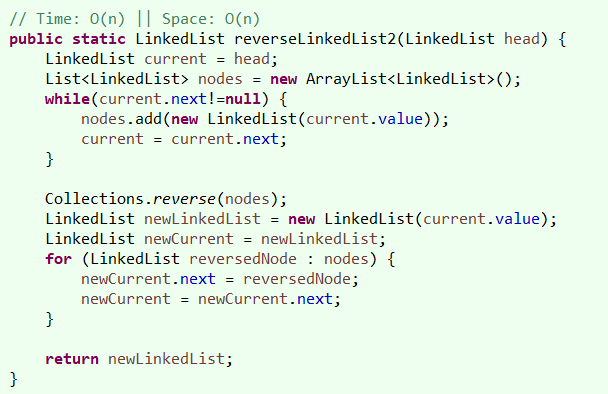 // Time: O(n) || Space: O(n)
public static LinkedList reverseLinkedList2(LinkedList head) {
    LinkedList current = head;
    List<LinkedList> nodes = new ArrayList<LinkedList>();
    while(current.next!=null) {
        nodes.add(new LinkedList(current.value));
        current = current.next;
    }

    Collections.reverse(nodes);
    LinkedList newLinkedList = new LinkedList(current.value);
    LinkedList newCurrent = newLinkedList;
    for (LinkedList reversedNode : nodes) {
        newCurrent.next = reversedNode;
        newCurrent = newCurrent.next;
    }

    return newLinkedList;
}